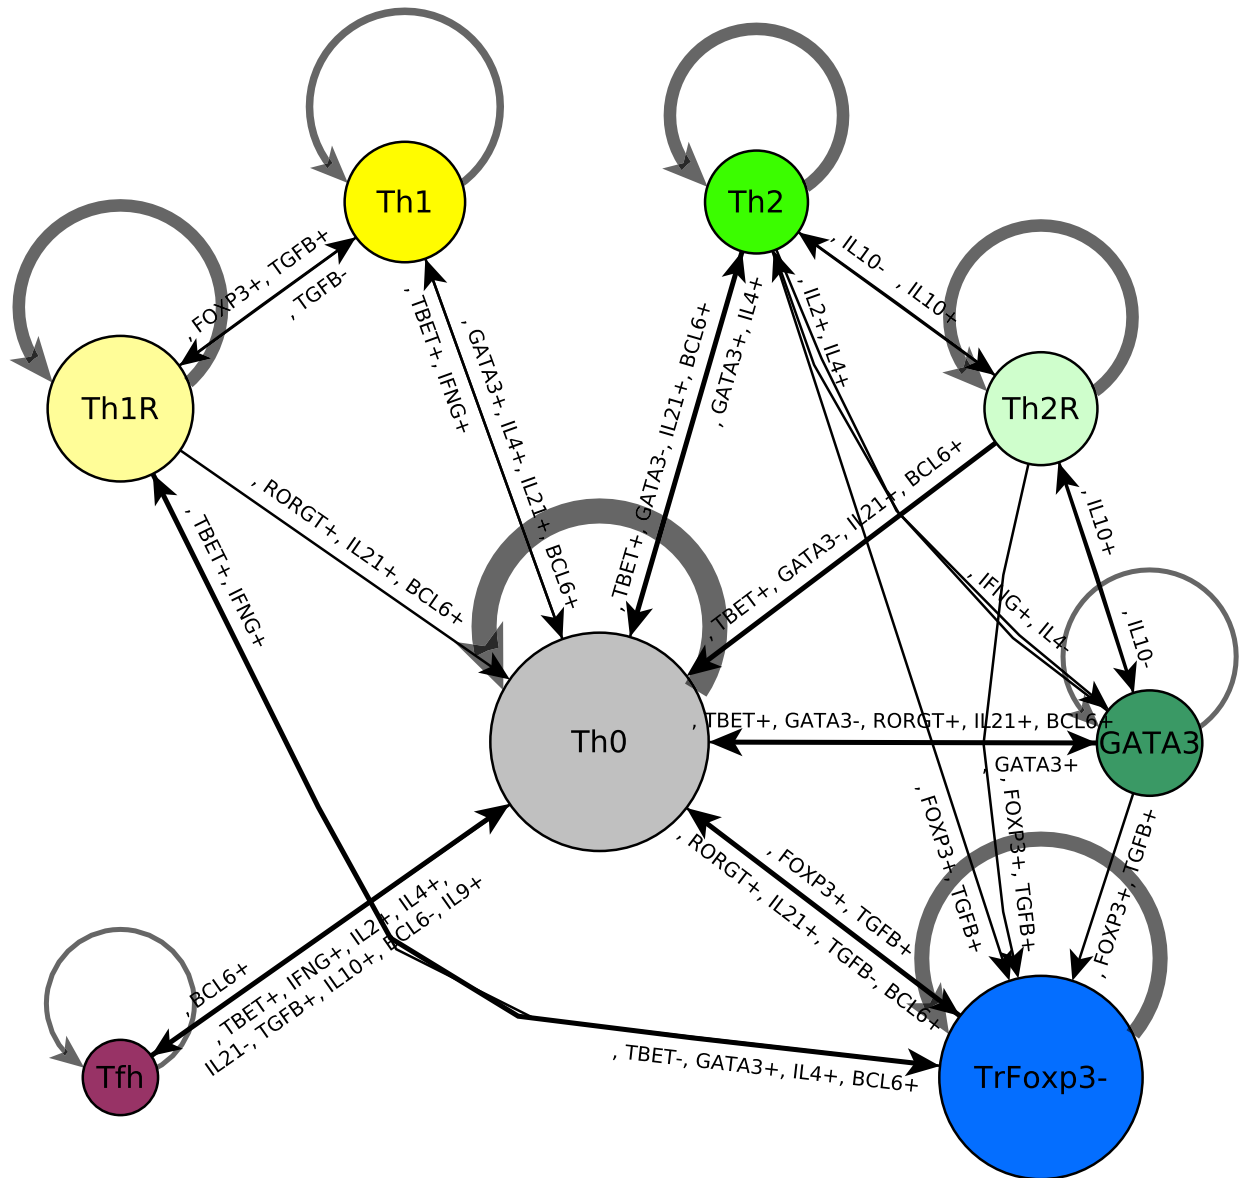 Th1
Th2
, FOXP3+, TGFB+
, TGFB-
, IL10-
, IL10+
, TBET+, IFNG+
, GATA3+, IL4+, IL21+, BCL6+
, TBET+, GATA3-, IL21+, BCL6+
, GATA3+, IL4+
, IL2+, IL4+
Th1R
Th2R
, RORGT+, IL21+, BCL6+
, TBET+, IFNG+
, TBET+, GATA3-, IL21+, BCL6+
, IL10+
, IFNG+, IL4-
, IL10-
, TBET+, GATA3-, RORGT+, IL21+, BCL6+
Th0
GATA3
, GATA3+
, FOXP3+, TGFB+
, FOXP3+, TGFB+
, FOXP3+, TGFB+
, FOXP3+, TGFB+
, RORGT+, IL21+, TGFB-, BCL6+
, BCL6+
, TBET+, IFNG+, IL2+, IL4+,
IL21-, TGFB+, IL10+, BCL6-, IL9+
, TBET-, GATA3+, IL4+, BCL6+
Tfh
TrFoxp3-